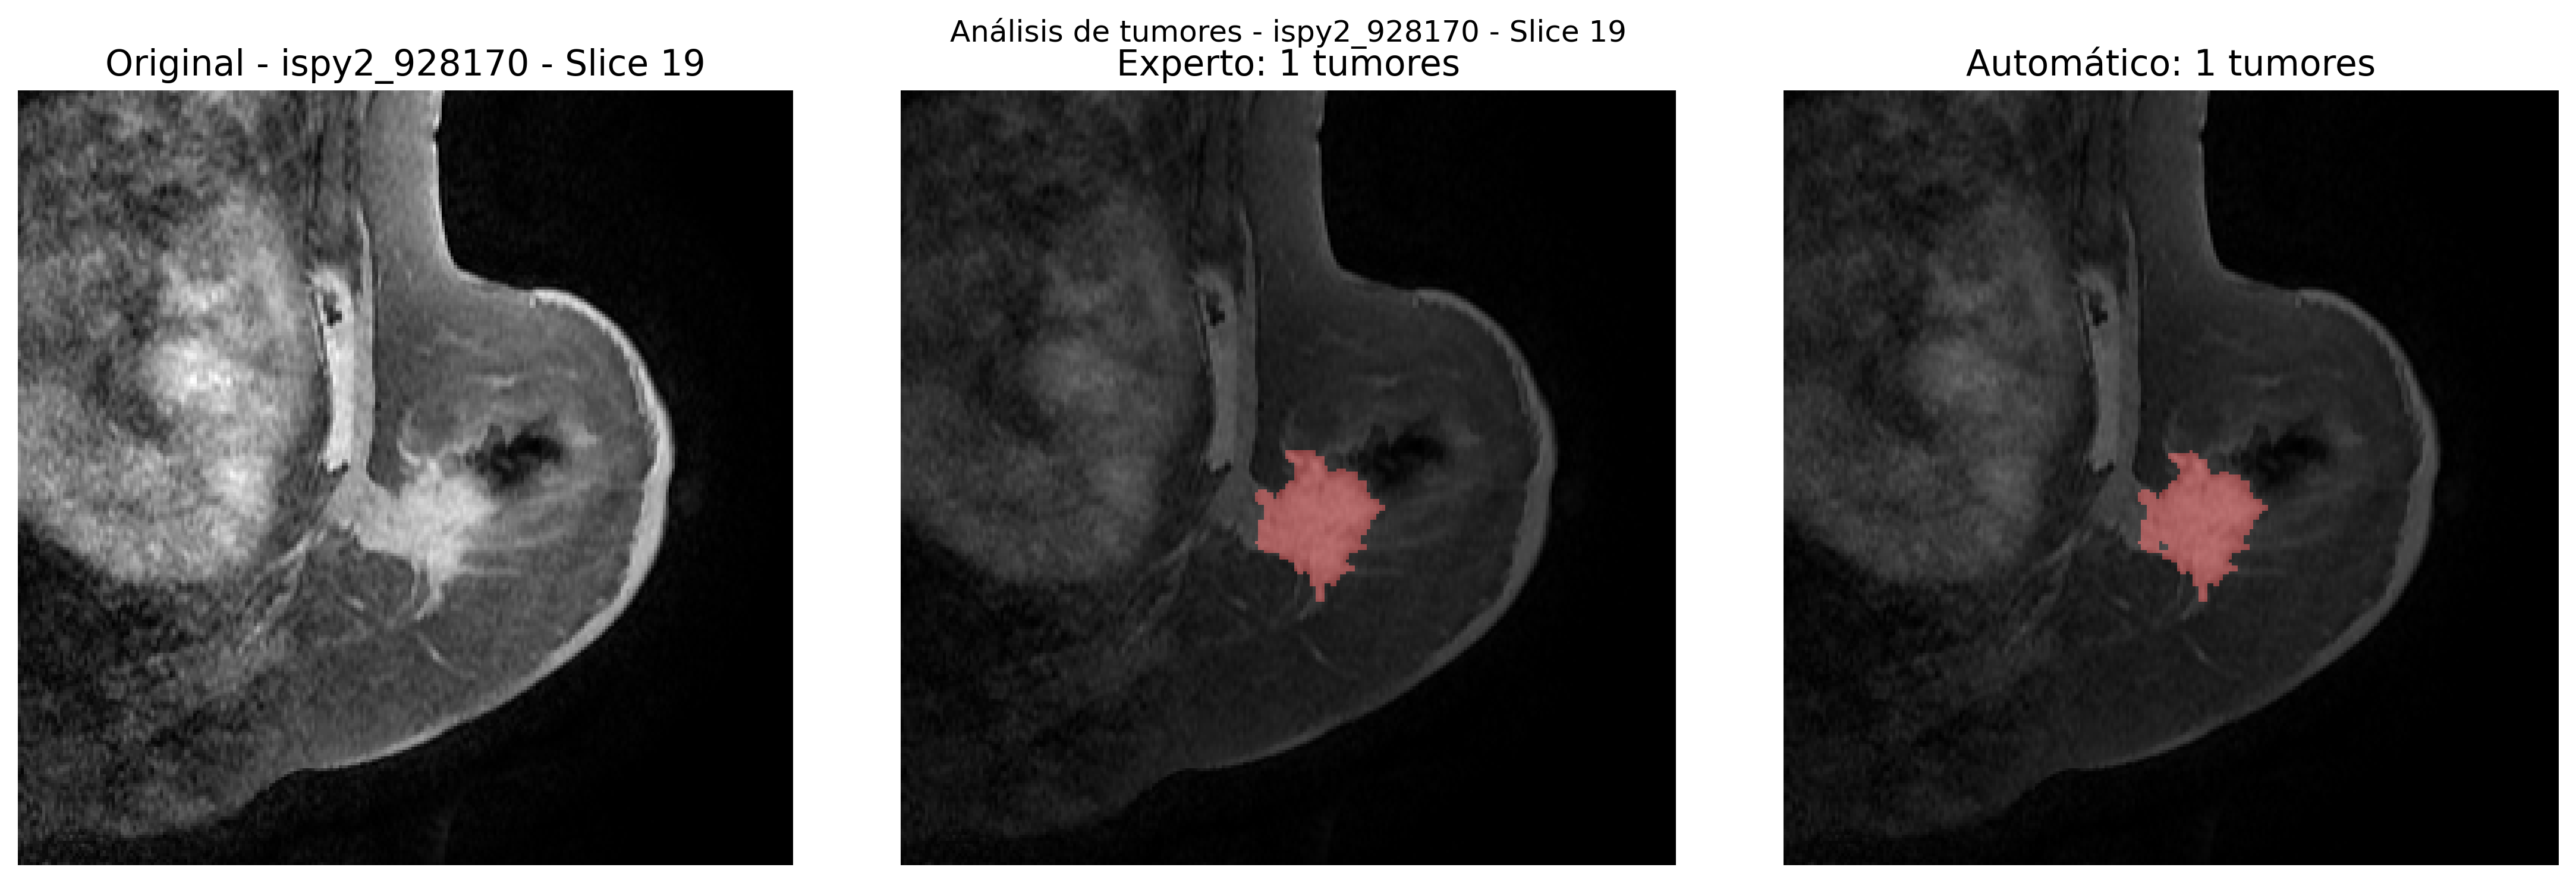 Análisis de tumores - ispy2_928170 - Slice 19
Original - ispy2_928170 - Slice 19
Experto: 1 tumores
Automático: 1 tumores